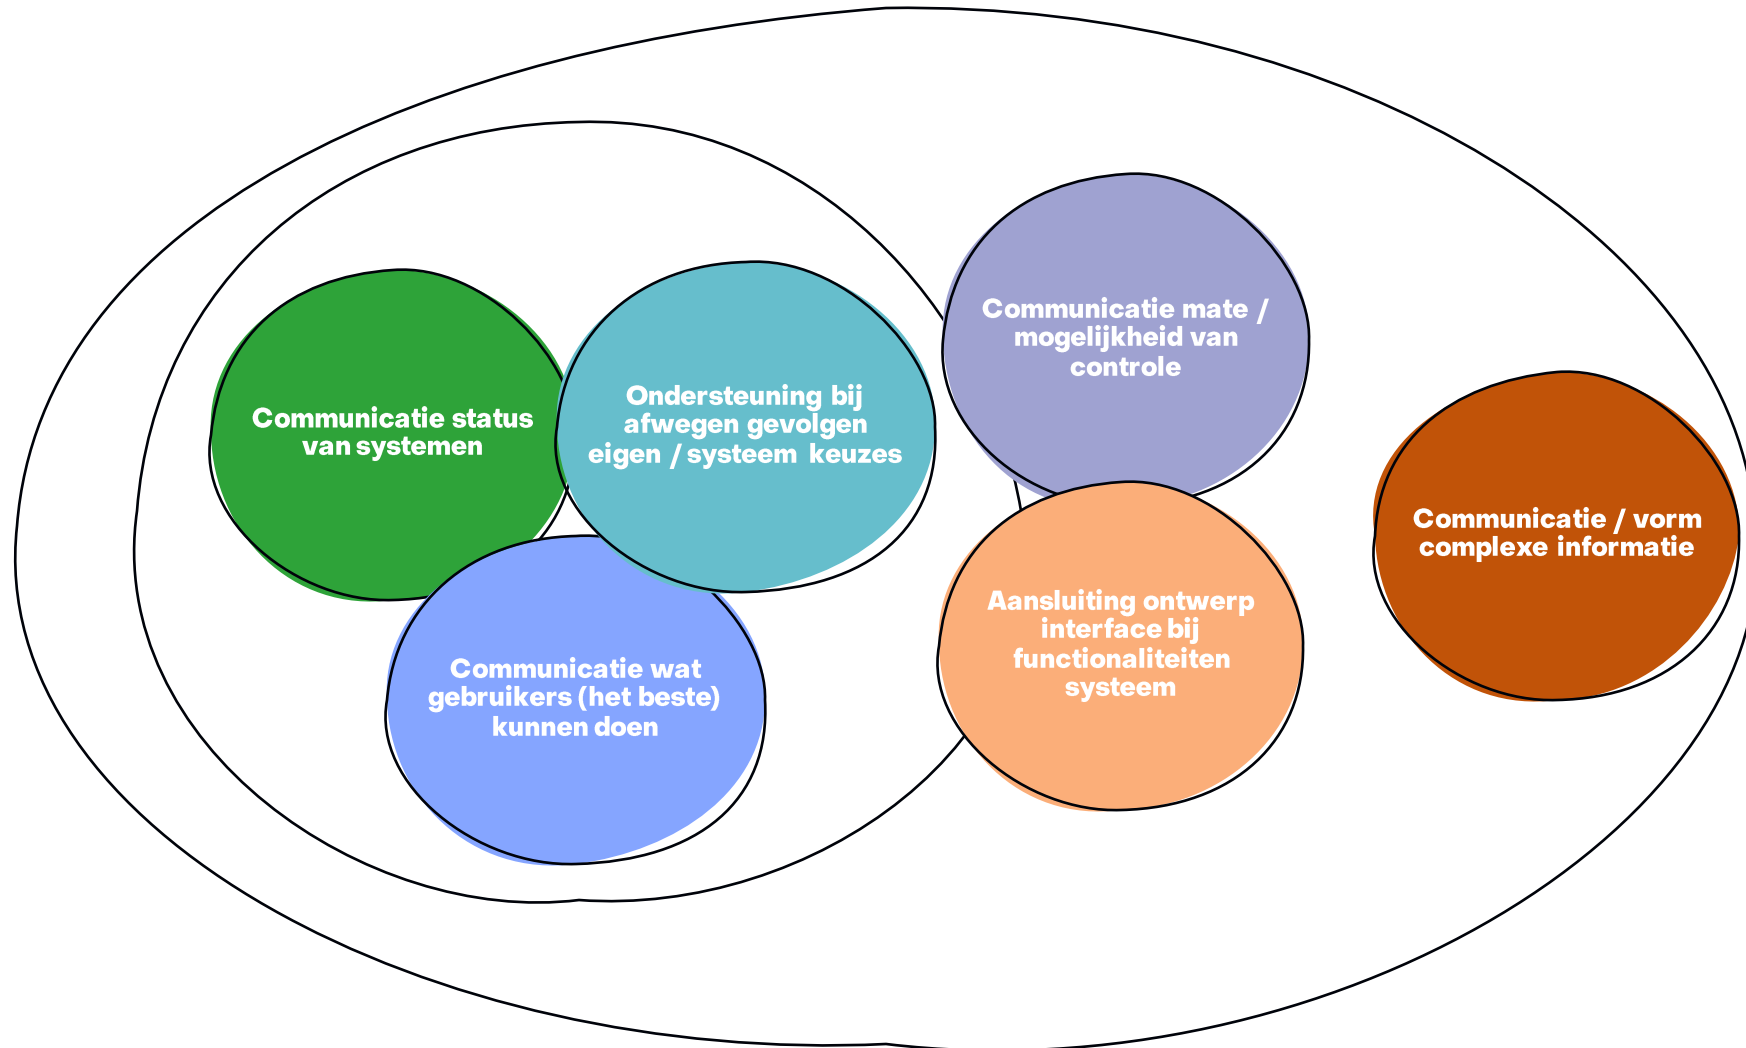 Communicatie status
van systemen
Ondersteuning bij
afwegen gevolgen
eigen / systeem keuzes
Communicatie wat
gebruikers (het beste)
kunnen doen
Communicatie mate /
mogelijkheid van
controle
Aansluiting ontwerp
interface bij
functionaliteiten
systeem
Communicatie / vorm
complexe informatie